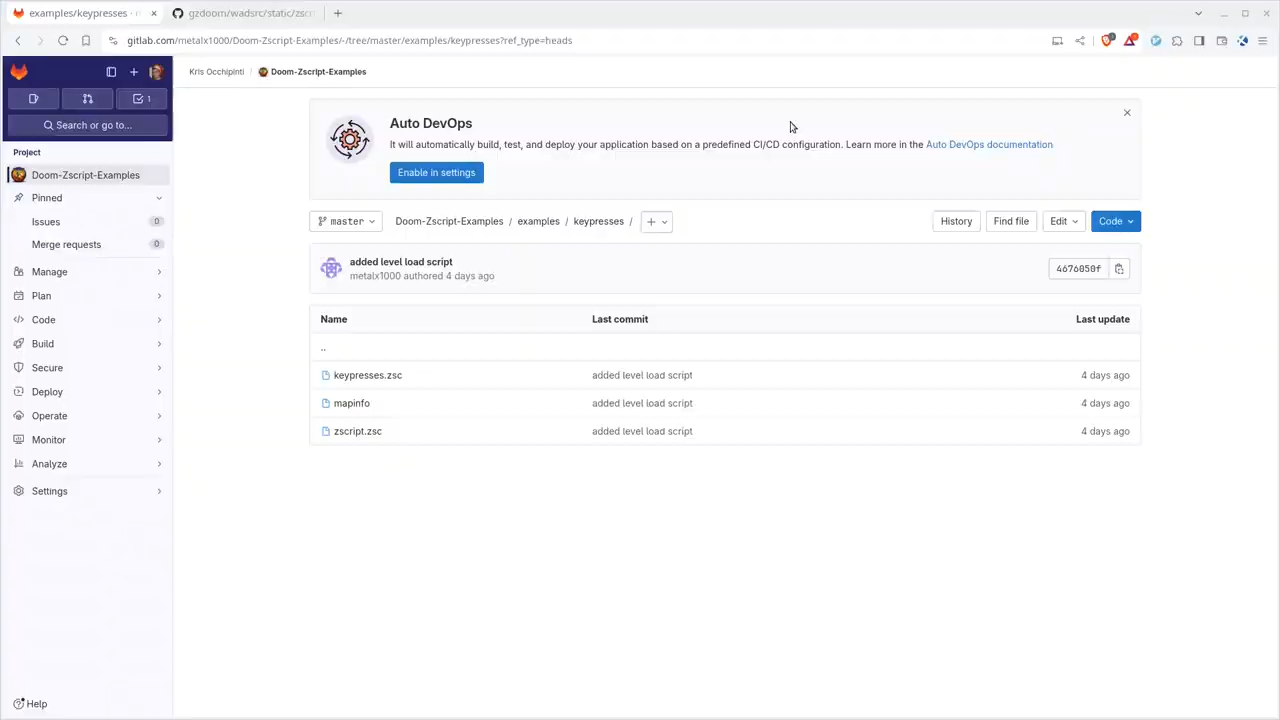 examples/keypresses ·
gzdoom/wadsrc/static/zscr
gitlab.com/metalx1000/Doom-Zscript-Examples/-/tree/master/examples/keypresses?ref_type=heads
1
Search or go to...
Project
Doom-Zscript-Examples
Pinned
Issues 0
Merge requests 0
Manage
Plan
Code
Build
Secure
Deploy
Operate
Monitor
Analyze
Settings
Help
Kris Occhipinti / Doom-Zscript-Examples
Auto DevOps
It will automatically build, test, and deploy your application based on a predefined CI/CD configuration. Learn more in the Auto DevOps documentation
Enable in settings
master Doom-Zscript-Examples / examples / keypresses / + History Find file Edit Code
added level load script
metalx1000 authored 4 days ago
4676050f
Name Last commit Last update
..
keypresses.zsc added level load script 4 days ago
mapinfo added level load script 4 days ago
zscript.zsc added level load script 4 days ago